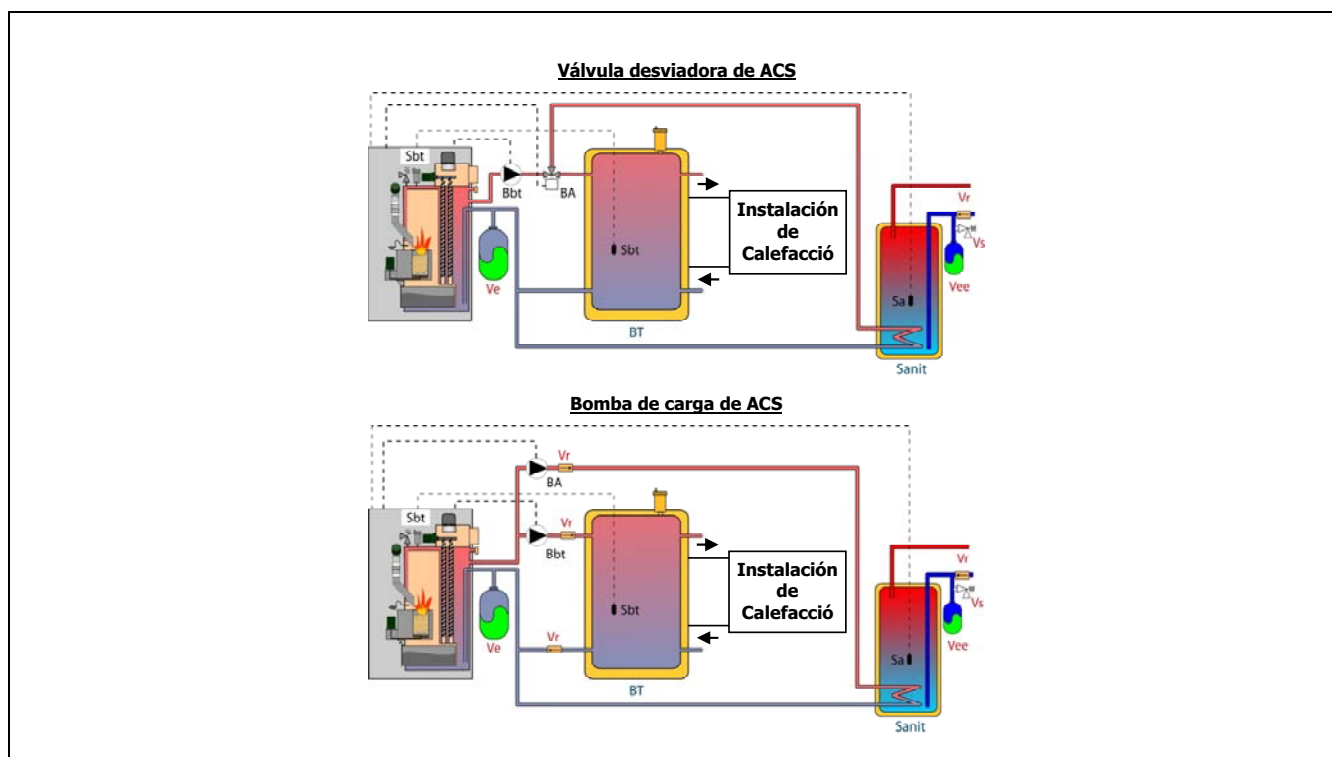 Válvula desviadora de ACS
Sbt
Bbt
BA
Ve
Sbt
BT
Instalación
de
Calefacció
Vr
Vs
Vee
Sa
Sanit
Bomba de carga de ACS
Vr
BA
Sbt
Vr
Bbt
Ve
Vr
Sbt
BT
Instalación
de
Calefacció
Vr
Vs
Vee
Sa
Sanit